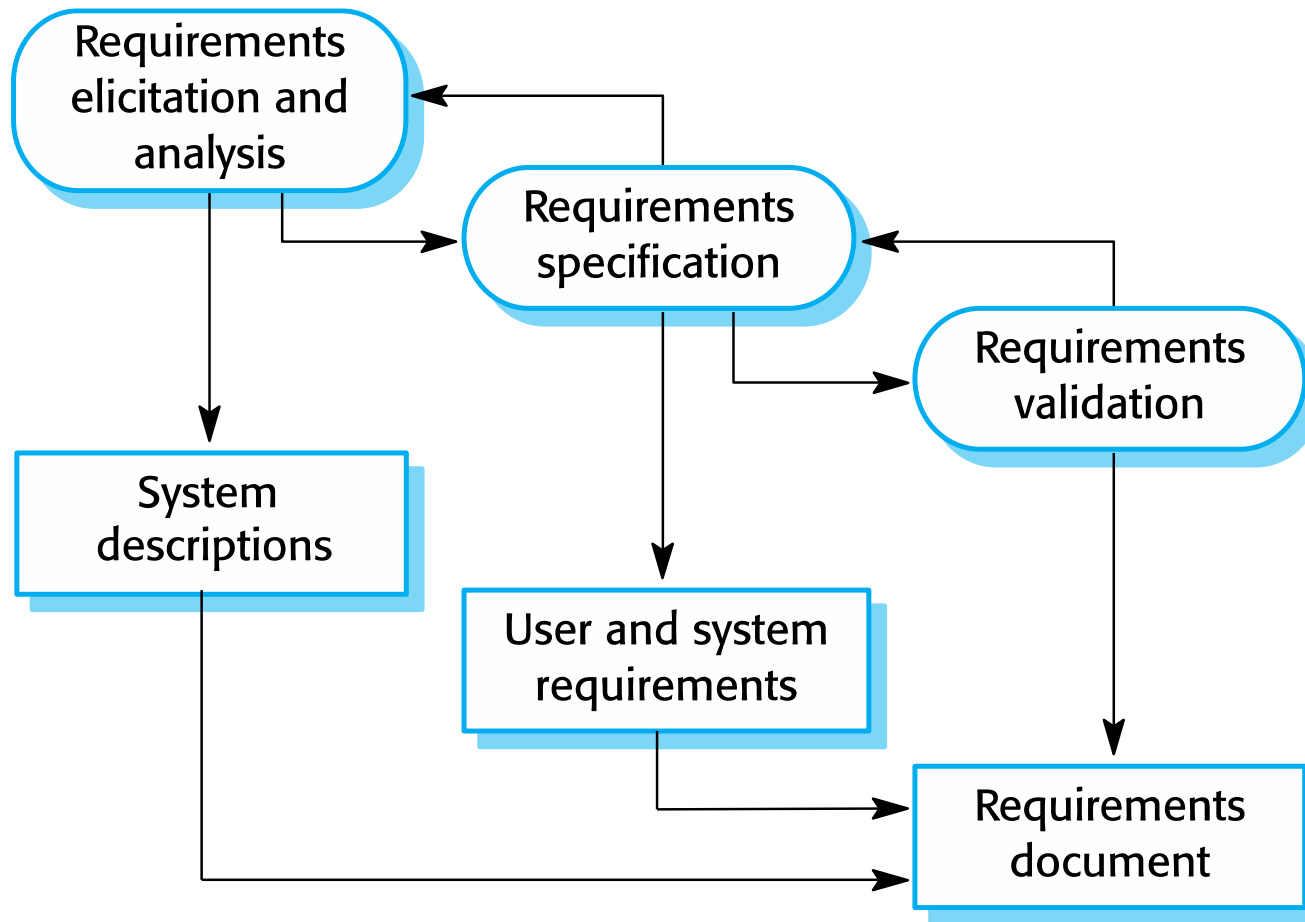 Requirements
elicitation and
analysis
Requirements
specification
Requirements
validation
System
descriptions
User and system
requirements
Requirements
document